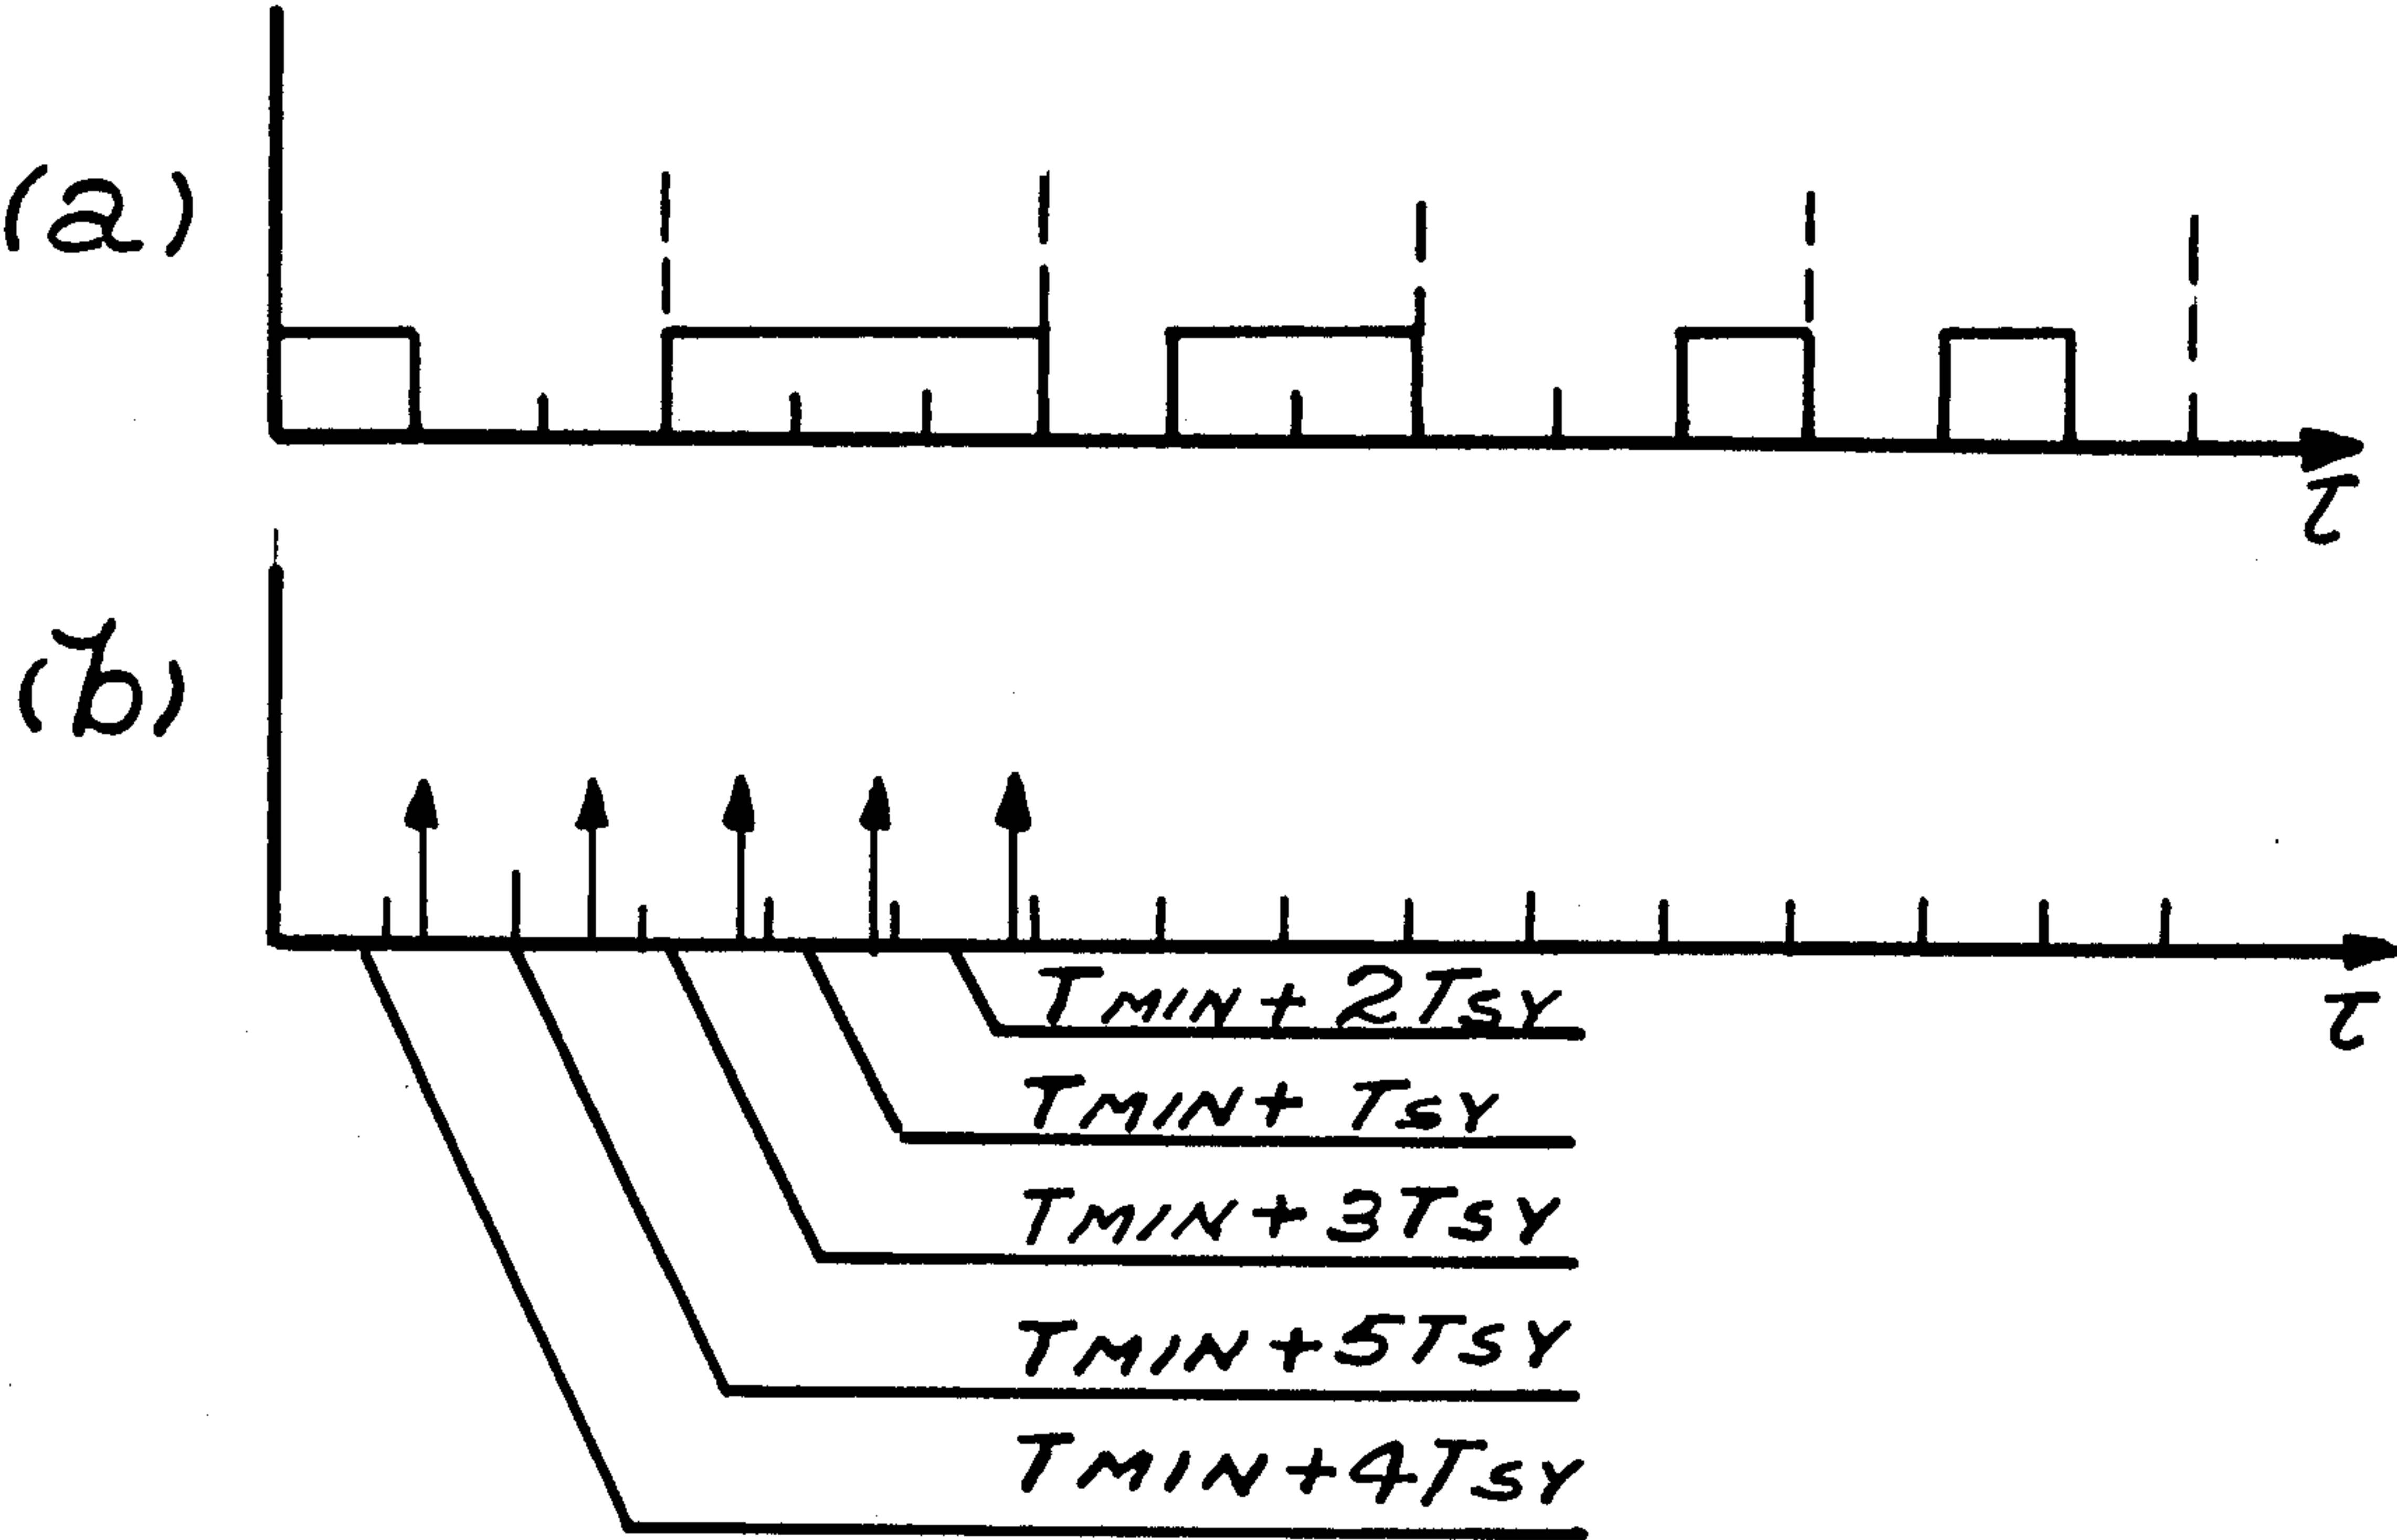 (a)
τ
(b)
TMIN+2TSY
τ
TMIN+ TSY
TMIN+3TSY
TMIN+5TSY
TMIN+4TSY